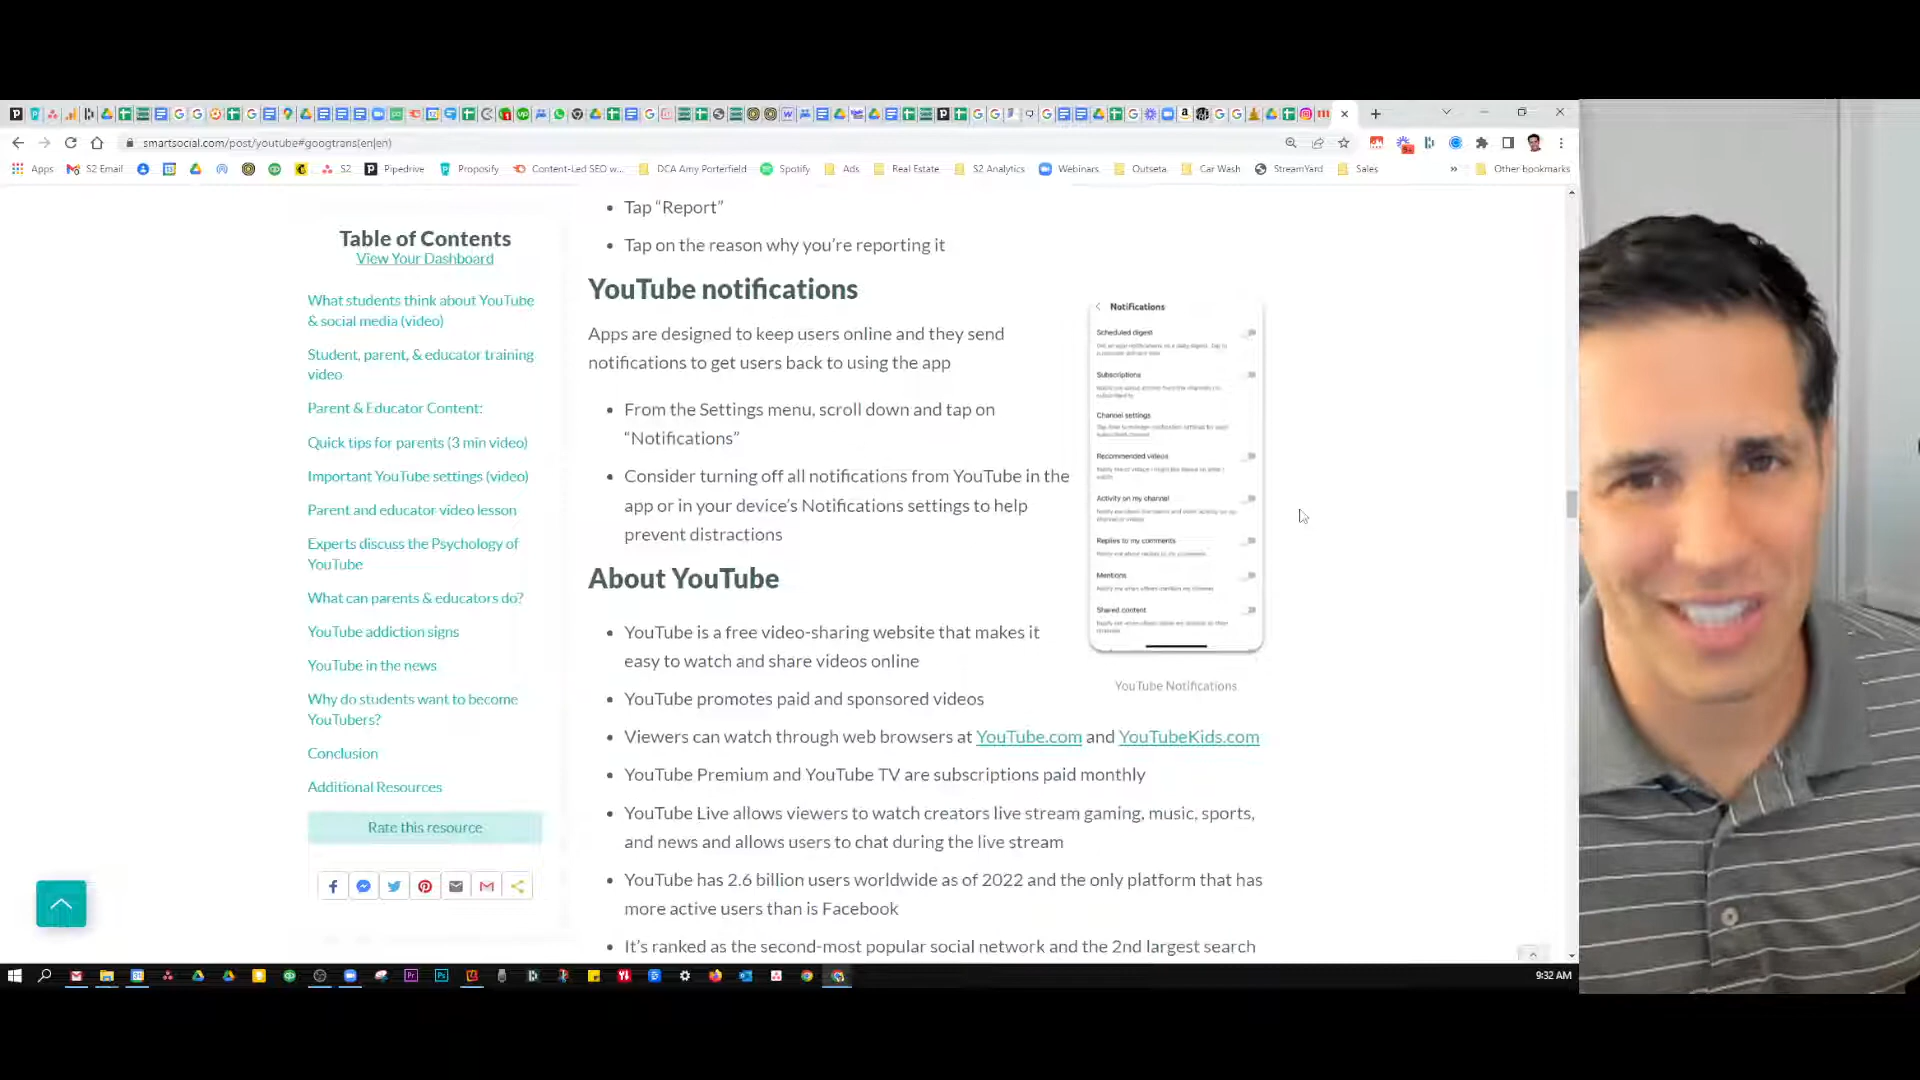 smartsocial.com/post/youtube#googtrans(en|en)
Apps
S2 Email
S2
Pipedrive
Proposify
Content-Led SEO w...
DCA Amy Porterfield
Spotify
Ads
Real Estate
S2 Analytics
Webinars
Outseta
Car Wash
StreamYard
Sales
»
Other bookmarks
Table of Contents
View Your Dashboard
What students think about YouTube
& social media (video)
Student, parent, & educator training
video
Parent & Educator Content:
Quick tips for parents (3 min video)
Important YouTube settings (video)
Parent and educator video lesson
Experts discuss the Psychology of
YouTube
What can parents & educators do?
YouTube addiction signs
YouTube in the news
Why do students want to become
YouTubers?
Conclusion
Additional Resources
Rate this resource
• Tap “Report”
• Tap on the reason why you’re reporting it
YouTube notifications
Apps are designed to keep users online and they send
notifications to get users back to using the app
• From the Settings menu, scroll down and tap on
“Notifications”
• Consider turning off all notifications from YouTube in the
app or in your device’s Notifications settings to help
prevent distractions
Notifications
Scheduled digest
Subscriptions
Channel settings
Recommended videos
Activity on my channel
Replies to my comments
Mentions
Shared content
YouTube Notifications
About YouTube
• YouTube is a free video-sharing website that makes it
easy to watch and share videos online
• YouTube promotes paid and sponsored videos
• Viewers can watch through web browsers at YouTube.com and YouTubeKids.com
• YouTube Premium and YouTube TV are subscriptions paid monthly
• YouTube Live allows viewers to watch creators live stream gaming, music, sports,
and news and allows users to chat during the live stream
• YouTube has 2.6 billion users worldwide as of 2022 and the only platform that has
more active users than is Facebook
• It’s ranked as the second-most popular social network and the 2nd largest search
9:32 AM